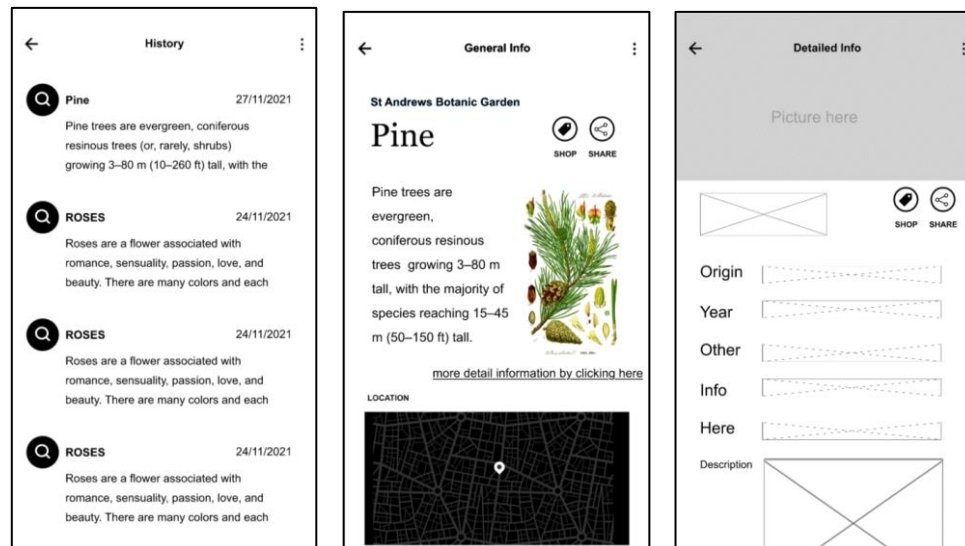 History
Pine 27/11/2021
Pine trees are evergreen, coniferous
resinous trees (or, rarely, shrubs)
growing 3–80 m (10–260 ft) tall, with the
ROSES 24/11/2021
Roses are a flower associated with
romance, sensuality, passion, love, and
beauty. There are many colors and each
ROSES 24/11/2021
Roses are a flower associated with
romance, sensuality, passion, love, and
beauty. There are many colors and each
ROSES 24/11/2021
Roses are a flower associated with
romance, sensuality, passion, love, and
beauty. There are many colors and each
General Info
St Andrews Botanic Garden
Pine
SHOP SHARE
Pine trees are
evergreen,
coniferous resinous
trees growing 3–80 m
tall, with the majority of
species reaching 15–45
m (50–150 ft) tall.
more detail information by clicking here
LOCATION
Detailed Info
Picture here
SHOP SHARE
Origin
Year
Other
Info
Here
Description